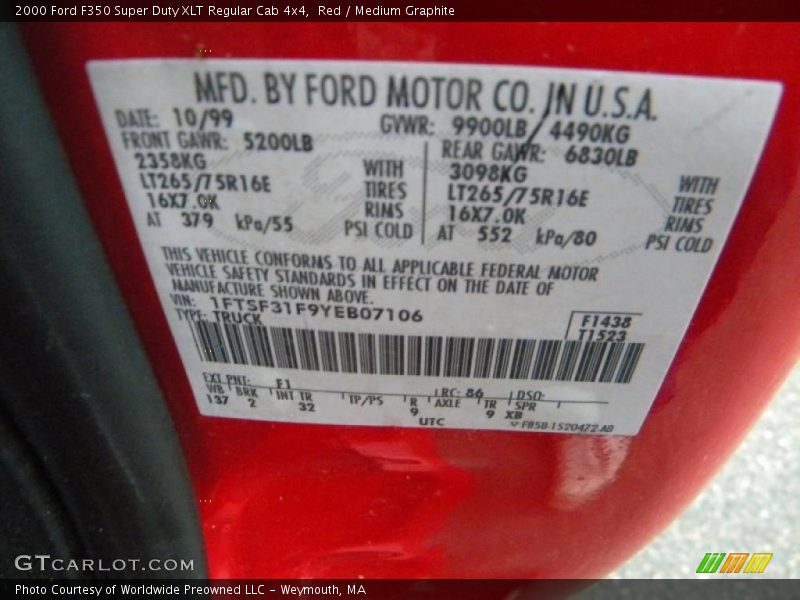 2000 Ford F350 Super Duty XLT Regular Cab 4x4, Red / Medium Graphite
MFD. BY FORD MOTOR CO. IN U.S.A.
DATE: 10/99 GVWR: 9900LB/ 4490KG
FRONT GAWR: 5200LB REAR GAWR: 6830LB
2358KG WITH 3098KG WITH
LT265/75R16E TIRES LT265/75R16E TIRES
16X7.0K RIMS 16X7.0K RIMS
AT 379 kPa/55 PSI COLD AT 552 kPa/80 PSI COLD
THIS VEHICLE CONFORMS TO ALL APPLICABLE FEDERAL MOTOR
VEHICLE SAFETY STANDARDS IN EFFECT ON THE DATE OF
MANUFACTURE SHOWN ABOVE.
VIN: 1FTSF31F9YEB07106 F1438
TYPE: TRUCK T1523
EXT PNT: F1 RC: 86 DSO:
WB BRK INT TR TP/PS R AXLE TR SPR
137 2 32 9 9 XB
UTC
F85B-1520472-AD
GTCARLOT.COM
Photo Courtesy of Worldwide Preowned LLC - Weymouth, MA